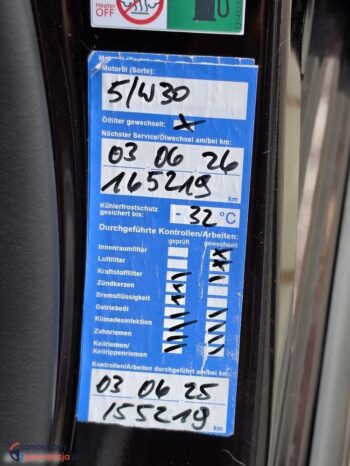 Heater
OFF
Motoröl (Sorte):
5/W30
Ölfilter gewechselt: X
Nächster Service/Ölwechsel am/bei km:
03 06 26
165219 km
Kühlerfrostschutz
gesichert bis: -32 °C
Durchgeführte Kontrollen/Arbeiten:
geprüft gewechselt
Innenraumfilter
Luftfilter
Kraftstofffilter
Zündkerzen
Bremsflüssigkeit
Getriebeöl
Klimadesinfektion
Zahnriemen
Keilriemen/
Keilrippenriemen
Kontrollen/Arbeiten durchgeführt am/bei km:
03 06 25
155219 km